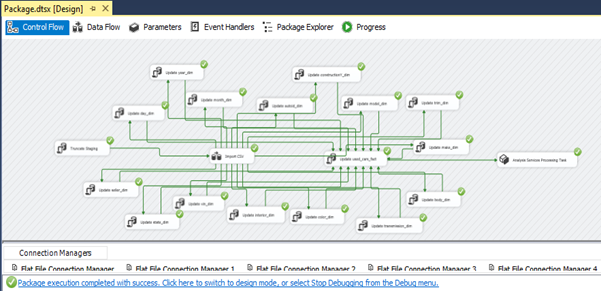 Package.dtsx [Design]
Control Flow
Data Flow
Parameters
Event Handlers
Package Explorer
Progress
Update year_dim
Update constructionY_dim
Update month_dim
Update watUt_dim
Update model_dim
Update trim_dim
Update day_dim
Update make_dim
Truncate Staging
Import CSV
Update used_cars_fact
Analysis Services Processing Task
Update seller_dim
Update vin_dim
Update body_dim
Update state_dim
Update interior_dim
Update color_dim
Update transmission_dim
Connection Managers
Flat File Connection Manager
Flat File Connection Manager 1
Flat File Connection Manager 2
Flat File Connection Manager 3
Flat File Connection Manager 4
Package execution completed with success. Click here to switch to design mode, or select Stop Debugging from the Debug menu.